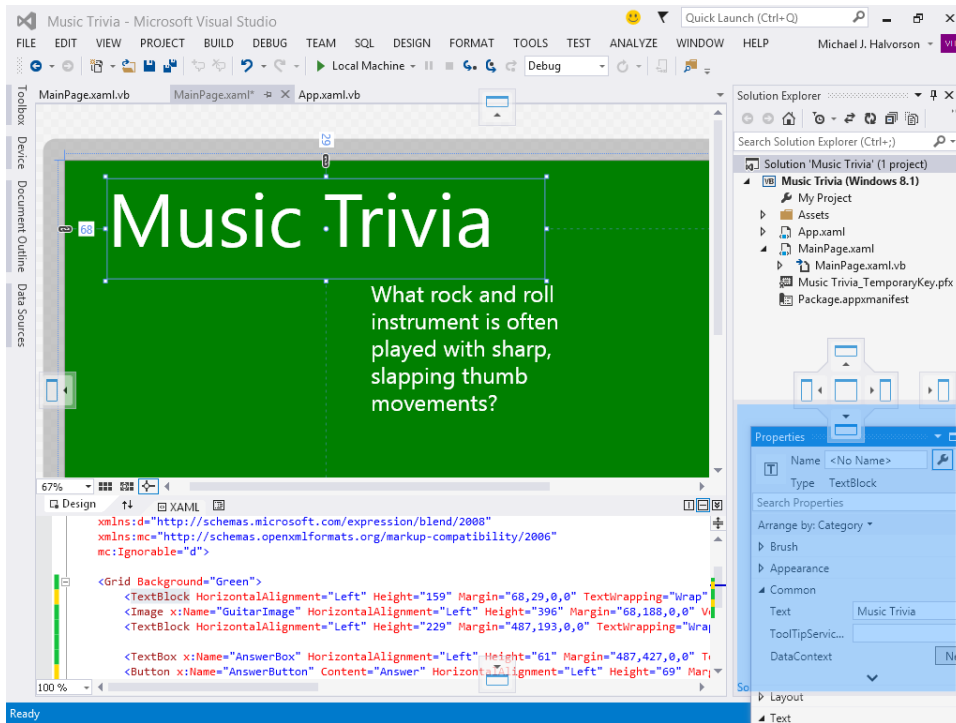 Music Trivia - Microsoft Visual Studio
Quick Launch (Ctrl+Q)
FILE EDIT VIEW PROJECT BUILD DEBUG TEAM SQL DESIGN FORMAT TOOLS TEST ANALYZE WINDOW HELP Michael J. Halvorson
Local Machine Debug
Toolbox
Device
Document Outline
Data Sources
MainPage.xaml.vb MainPage.xaml* App.xaml.vb
29
68
Music Trivia
What rock and roll
instrument is often
played with sharp,
slapping thumb
movements?
67%
Design XAML
xmlns:d="http://schemas.microsoft.com/expression/blend/2008"
xmlns:mc="http://schemas.openxmlformats.org/markup-compatibility/2006"
mc:Ignorable="d">
<Grid Background="Green">
<TextBlock HorizontalAlignment="Left" Height="159" Margin="68,29,0,0" TextWrapping="Wrap"
<Image x:Name="GuitarImage" HorizontalAlignment="Left" Height="396" Margin="68,188,0,0"
<TextBlock HorizontalAlignment="Left" Height="229" Margin="487,193,0,0" TextWrapping="Wrap
<TextBox x:Name="AnswerBox" HorizontalAlignment="Left" Height="61" Margin="487,427,0,0"
<Button x:Name="AnswerButton" Content="Answer" HorizontalAlignment="Left" Height="69"
100 %
Ready
Solution Explorer
Search Solution Explorer (Ctrl+;)
Solution 'Music Trivia' (1 project)
VB Music Trivia (Windows 8.1)
My Project
Assets
App.xaml
MainPage.xaml
MainPage.xaml.vb
Music Trivia_TemporaryKey.pfx
Package.appxmanifest
Properties
Name <No Name>
Type TextBlock
Search Properties
Arrange by: Category
Brush
Appearance
Common
Text Music Trivia
ToolTipServic...
DataContext
Layout
Text